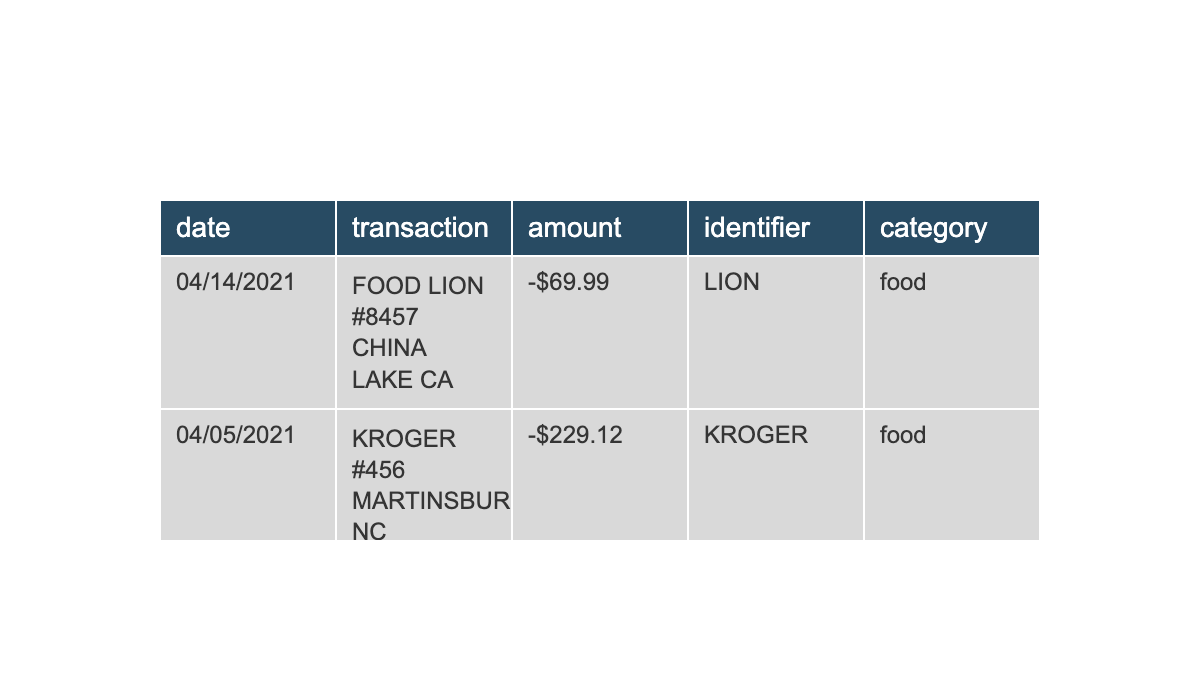 date transaction amount identifier category
04/14/2021 FOOD LION -$69.99 LION food
#8457
CHINA
LAKE CA
04/05/2021 KROGER -$229.12 KROGER food
#456
MARTINSBUR
NC